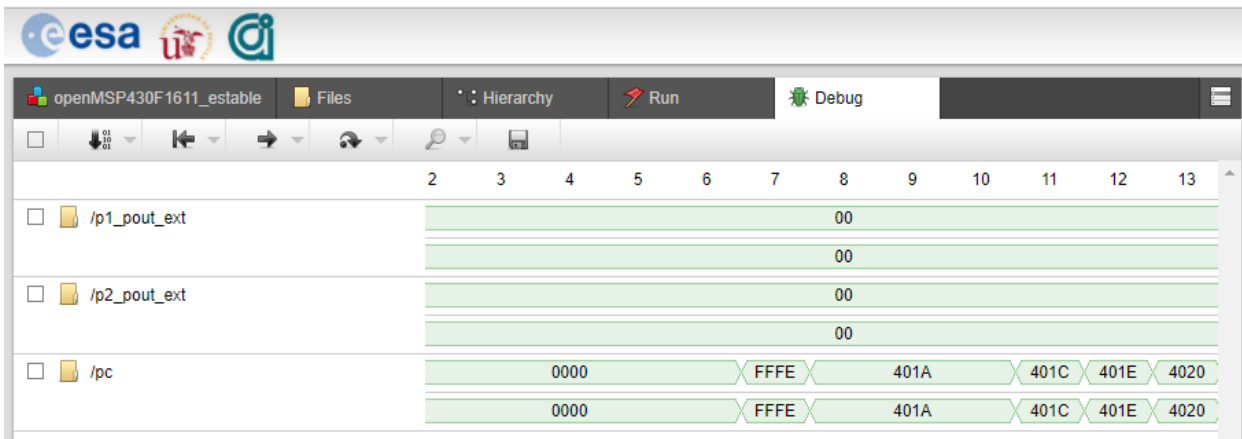 esa
openMSP430F1611_estable Files Hierarchy Run Debug
2 3 4 5 6 7 8 9 10 11 12 13
/p1_pout_ext 00
00
/p2_pout_ext 00
00
/pc 0000 FFFE 401A 401C 401E 4020
0000 FFFE 401A 401C 401E 4020